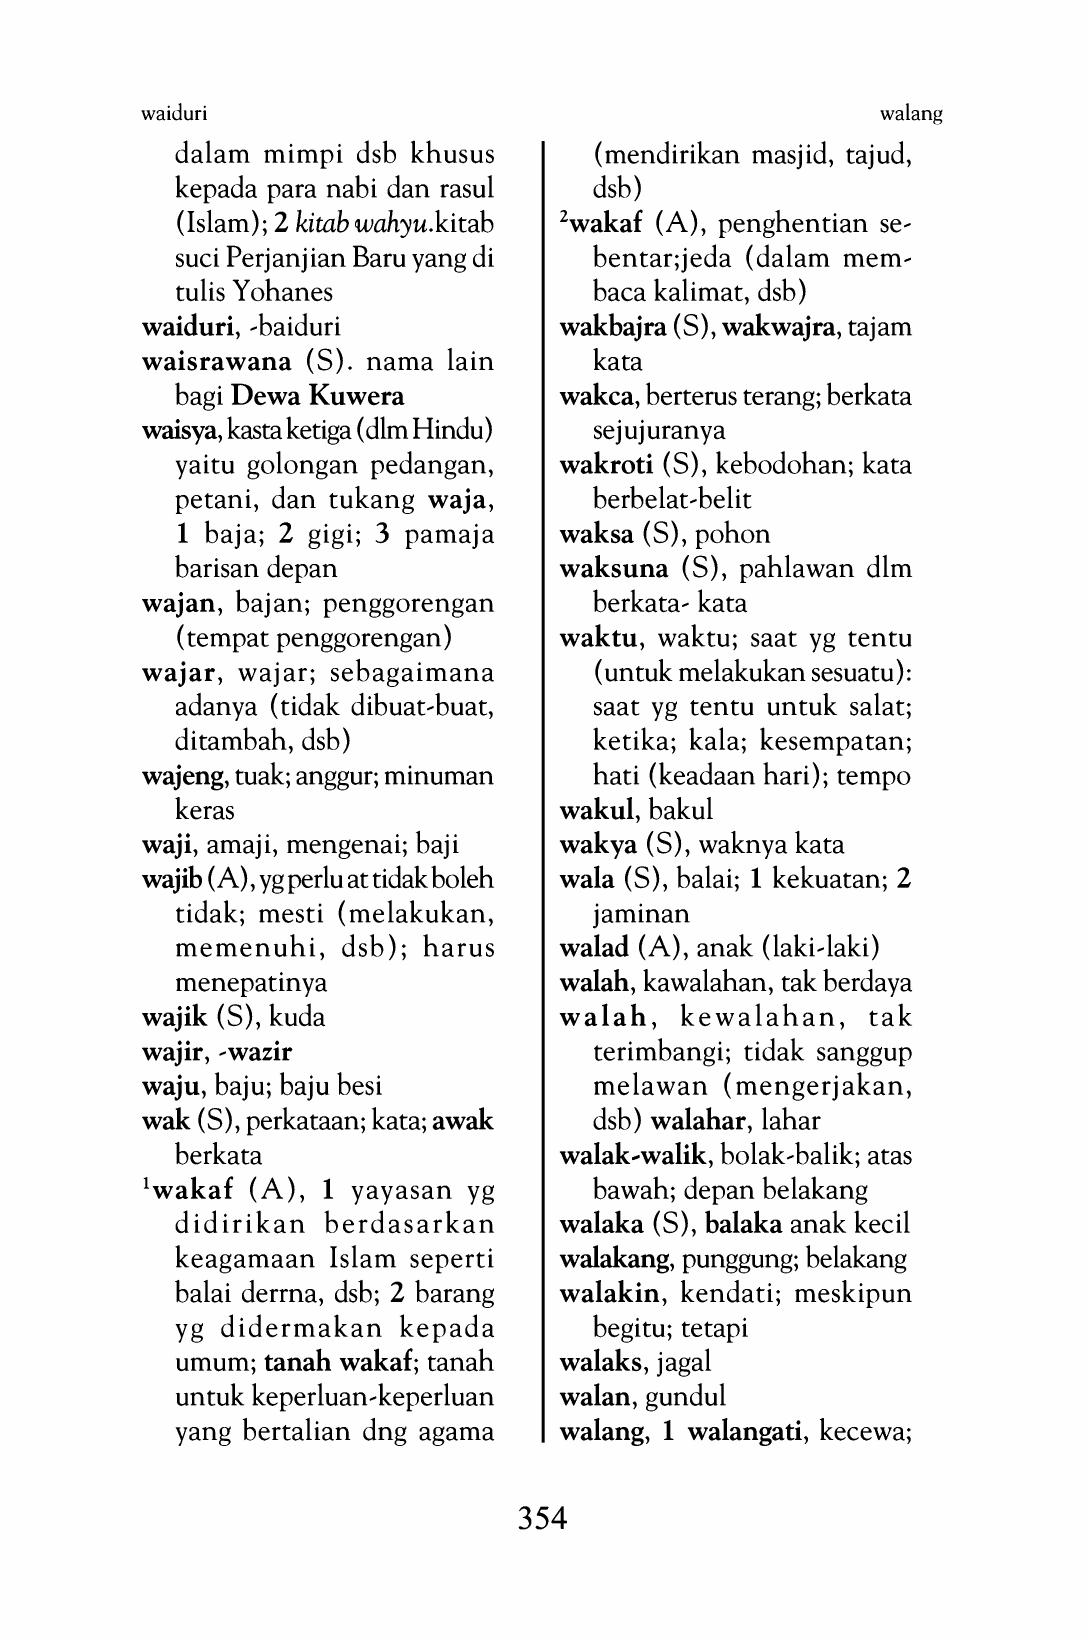 waiduri
walang
dalam mimpi dsb khusus
kepada para nabi dan rasul
(Islam); 2 kitab wahyu.kitab
suci Perjanjian Baru yang di
tulis Yohanes
waiduri, -baiduri
waisrawana (S). nama lain
bagi Dewa Kuwera
waisya, kasta ketiga (dlm Hindu)
yaitu golongan pedangan,
petani, dan tukang waja,
1 baja; 2 gigi; 3 pamaja
barisan depan
wajan, bajan; penggorengan
(tempat penggorengan)
wajar, wajar; sebagaimana
adanya (tidak dibuat-buat,
ditambah, dsb)
wajeng, tuak; anggur; minuman
keras
waji, amaji, mengenai; baji
wajib (A), yg perlu at tidak boleh
tidak; mesti (melakukan,
memenuhi, dsb); harus
menepatinya
wajik (S), kuda
wajir, -wazir
waju, baju; baju besi
wak (S), perkataan; kata; awak
berkata
¹wakaf (A), 1 yayasan yg
didirikan berdasarkan
keagamaan Islam seperti
balai derrna, dsb; 2 barang
yg didermakan kepada
umum; tanah wakaf; tanah
untuk keperluan-keperluan
yang bertalian dng agama
(mendirikan masjid, tajud,
dsb)
²wakaf (A), penghentian se-
bentar;jeda (dalam mem-
baca kalimat, dsb)
wakbajra (S), wakwajra, tajam
kata
wakca, berterus terang; berkata
sejujuranya
wakroti (S), kebodohan; kata
berbelat-belit
waksa (S), pohon
waksuna (S), pahlawan dlm
berkata- kata
waktu, waktu; saat yg tentu
(untuk melakukan sesuatu):
saat yg tentu untuk salat;
ketika; kala; kesempatan;
hati (keadaan hari); tempo
wakul, bakul
wakya (S), waknya kata
wala (S), balai; 1 kekuatan; 2
jaminan
walad (A), anak (laki-laki)
walah, kawalahan, tak berdaya
walah, kewalahan, tak
terimbangi; tidak sanggup
melawan (mengerjakan,
dsb) walahar, lahar
walak-walik, bolak-balik; atas
bawah; depan belakang
walaka (S), balaka anak kecil
walakang, punggung; belakang
walakin, kendati; meskipun
begitu; tetapi
walaks, jagal
walan, gundul
walang, 1 walangati, kecewa;
354